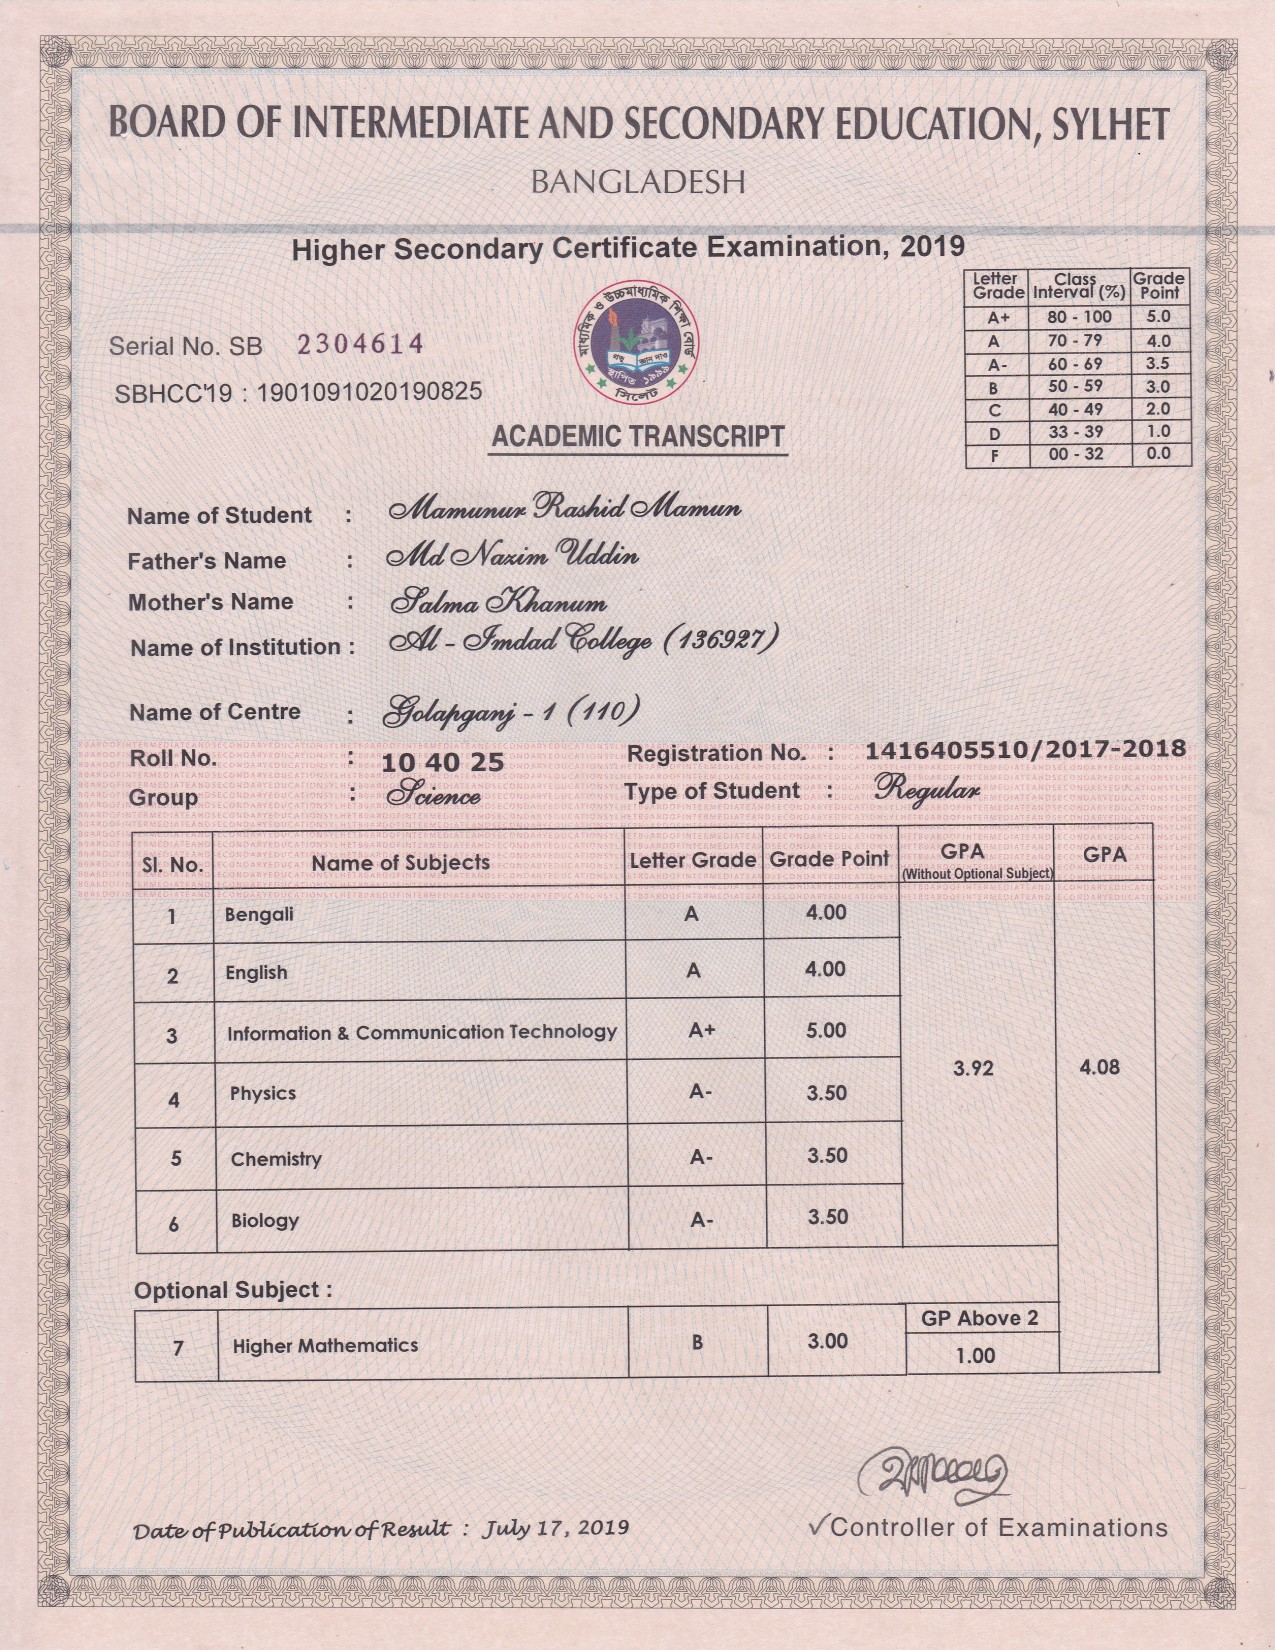 BOARD OF INTERMEDIATE AND SECONDARY EDUCATION, SYLHET
BANGLADESH
Higher Secondary Certificate Examination, 2019
Letter Grade Class Interval (%) Grade Point
A+ 80 - 100 5.0
A 70 - 79 4.0
A- 60 - 69 3.5
B 50 - 59 3.0
C 40 - 49 2.0
D 33 - 39 1.0
F 00 - 32 0.0
মাধ্যমিক ও উচ্চমাধ্যমিক শিক্ষা বোর্ড
স্থাপিত ১৯৯৯
সিলেট
Serial No. SB 2304614
SBHCC'19 : 1901091020190825
ACADEMIC TRANSCRIPT
Name of Student : Mamunur Rashid Mamun
Father's Name : Md Nazim Uddin
Mother's Name : Salma Khanum
Name of Institution : Al - Imdad College (136927)
Name of Centre : Golapganj - 1 (110)
Roll No. : 10 40 25 Registration No. : 1416405510/2017-2018
Group : Science Type of Student : Regular
Sl. No. Name of Subjects Letter Grade Grade Point GPA (Without Optional Subject) GPA
1 Bengali A 4.00
2 English A 4.00
3 Information & Communication Technology A+ 5.00
3.92 4.08
4 Physics A- 3.50
5 Chemistry A- 3.50
6 Biology A- 3.50
Optional Subject :
7 Higher Mathematics B 3.00 GP Above 2
1.00
Date of Publication of Result : July 17, 2019
✓Controller of Examinations